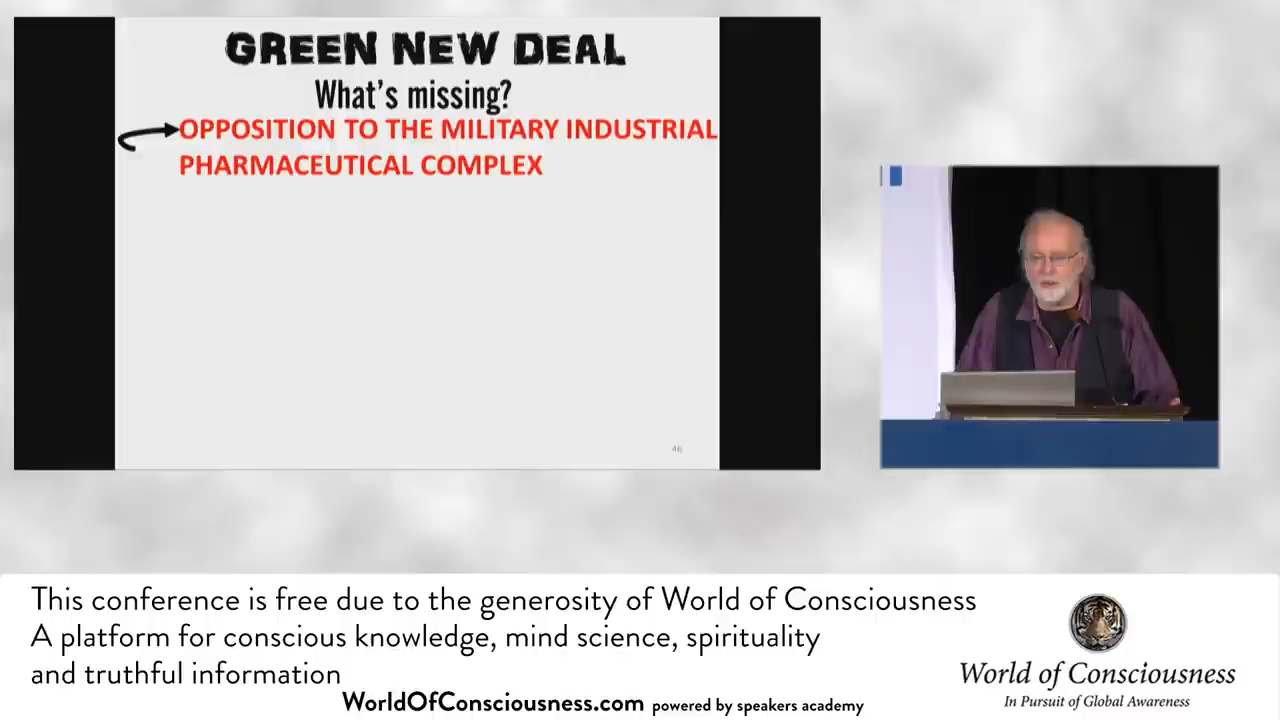 GREEN NEW DEAL
What's missing?
OPPOSITION TO THE MILITARY INDUSTRIAL
PHARMACEUTICAL COMPLEX
46
This conference is free due to the generosity of World of Consciousness
A platform for conscious knowledge, mind science, spirituality
and truthful information
WorldOfConsciousness.com powered by speakers academy
World of Consciousness
In Pursuit of Global Awareness